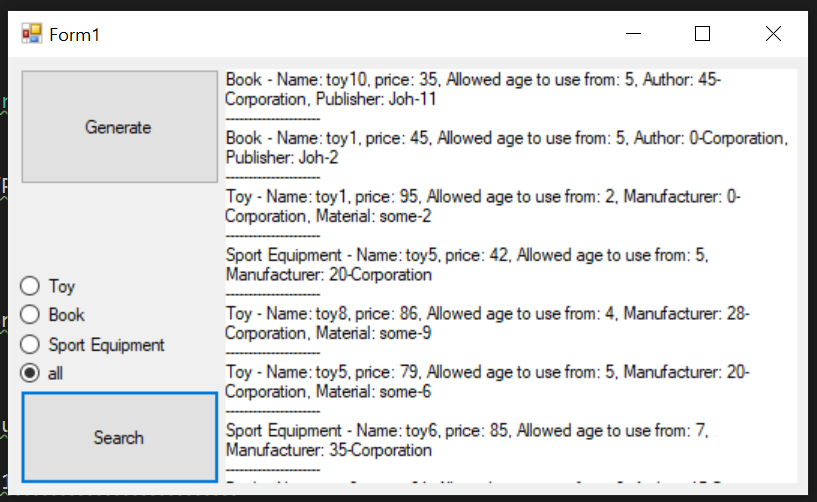 Form1
Generate
Toy
Book
Sport Equipment
all
Search
Book - Name: toy10, price: 35, Allowed age to use from: 5, Author: 45-
Corporation, Publisher: Joh-11
---------------------
Book - Name: toy1, price: 45, Allowed age to use from: 5, Author: 0-Corporation,
Publisher: Joh-2
---------------------
Toy - Name: toy1, price: 95, Allowed age to use from: 2, Manufacturer: 0-
Corporation, Material: some-2
---------------------
Sport Equipment - Name: toy5, price: 42, Allowed age to use from: 5,
Manufacturer: 20-Corporation
---------------------
Toy - Name: toy8, price: 86, Allowed age to use from: 4, Manufacturer: 28-
Corporation, Material: some-9
---------------------
Toy - Name: toy5, price: 79, Allowed age to use from: 5, Manufacturer: 20-
Corporation, Material: some-6
---------------------
Sport Equipment - Name: toy6, price: 85, Allowed age to use from: 7,
Manufacturer: 35-Corporation
---------------------